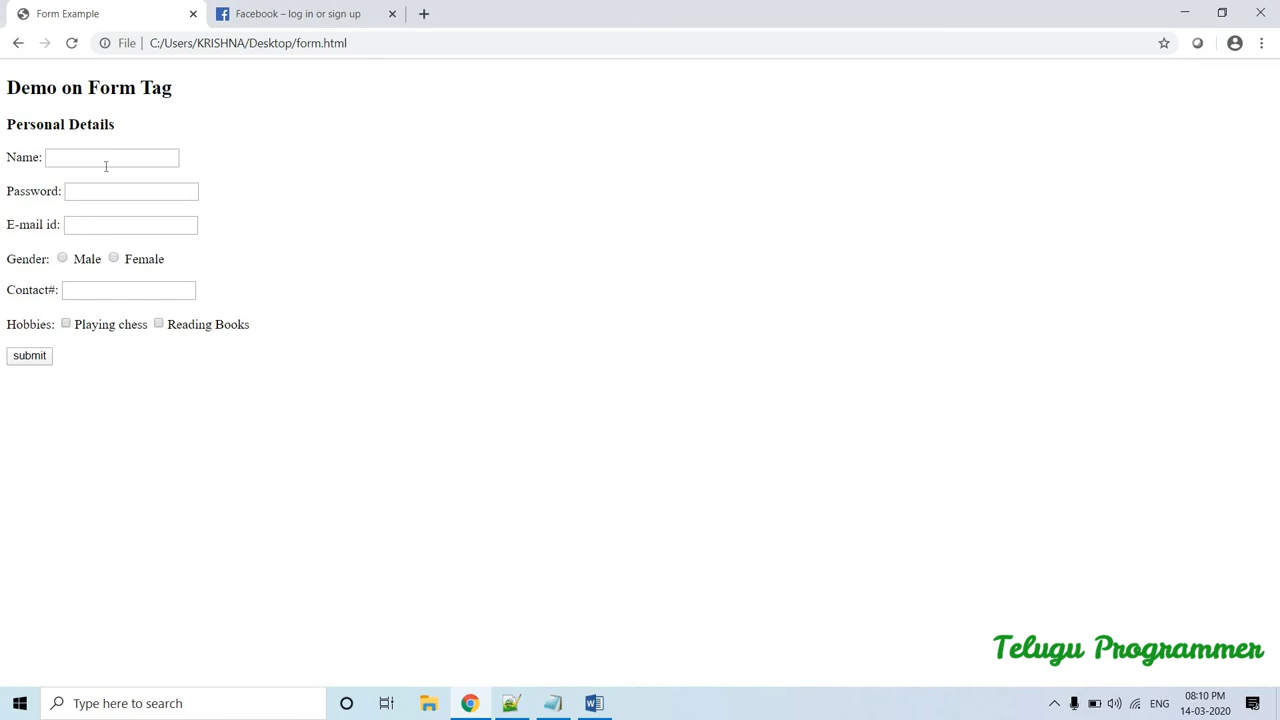 Form Example
Facebook – log in or sign up
File
C:/Users/KRISHNA/Desktop/form.html
Demo on Form Tag
Personal Details
Name:
Password:
E-mail id:
Gender: Male Female
Contact#:
Hobbies: Playing chess Reading Books
submit
Telugu Programmer
Type here to search
ENG
08:10 PM
14-03-2020